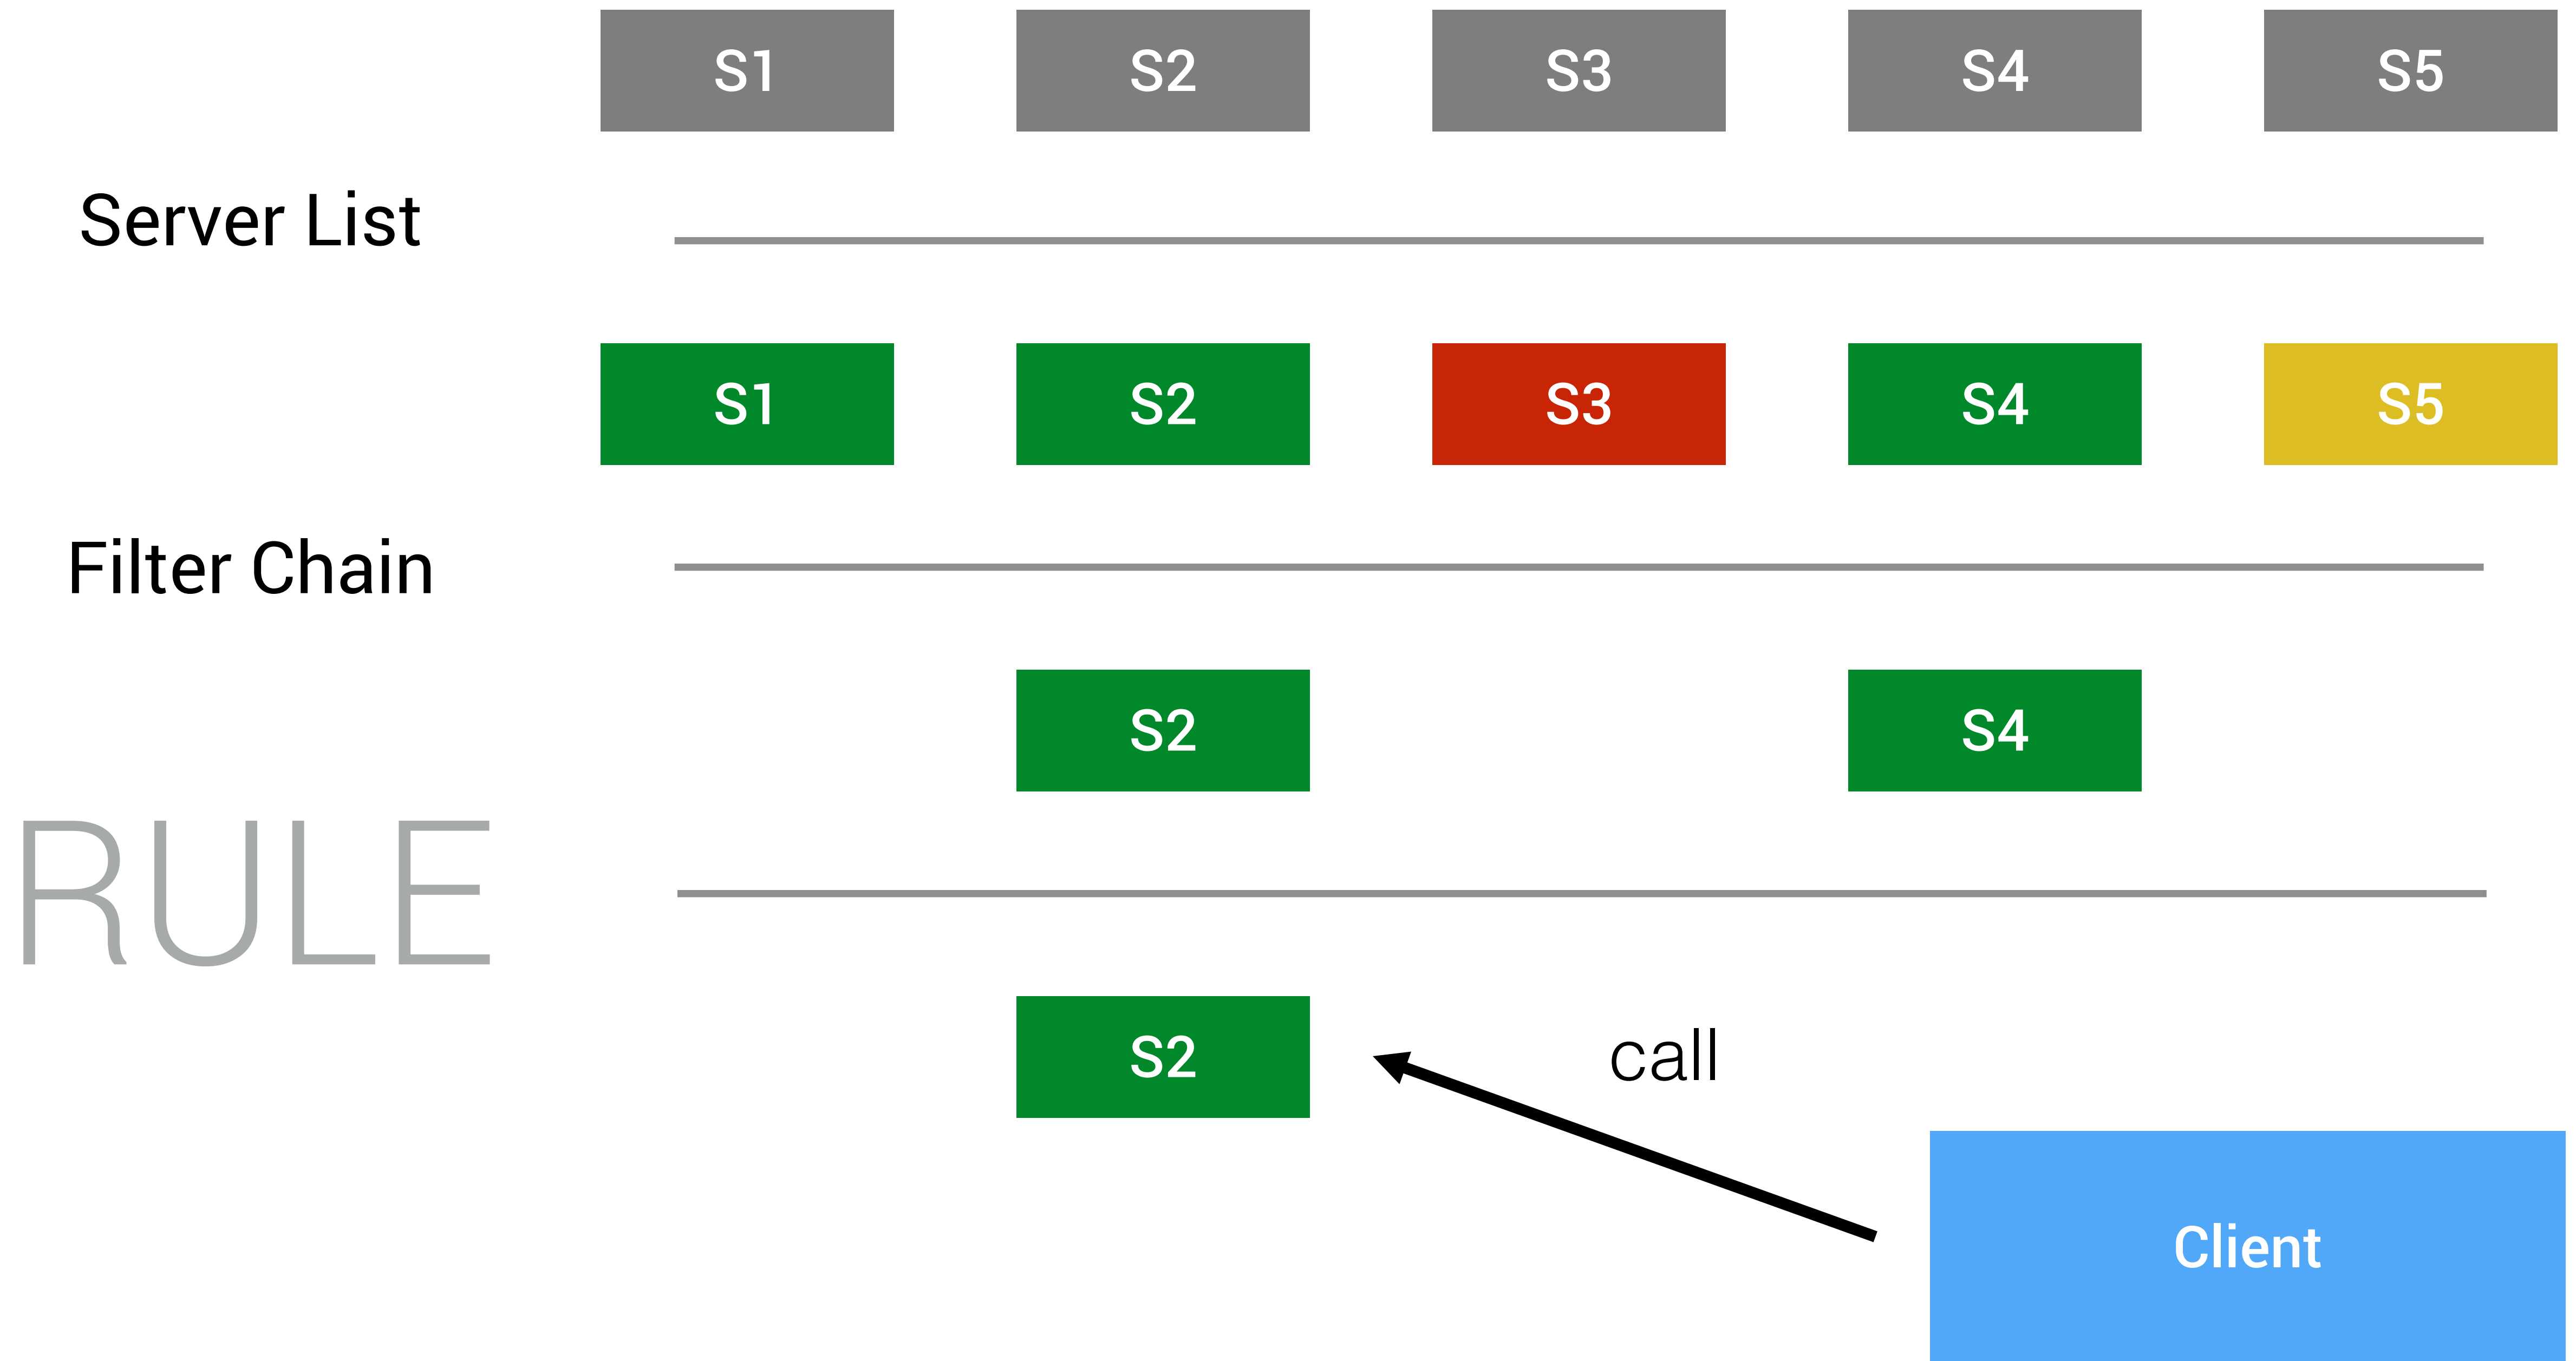 S1 S2 S3 S4 S5
Server List
S1 S2 S3 S4 S5
Filter Chain
S2 S4
RULE
S2
call
Client